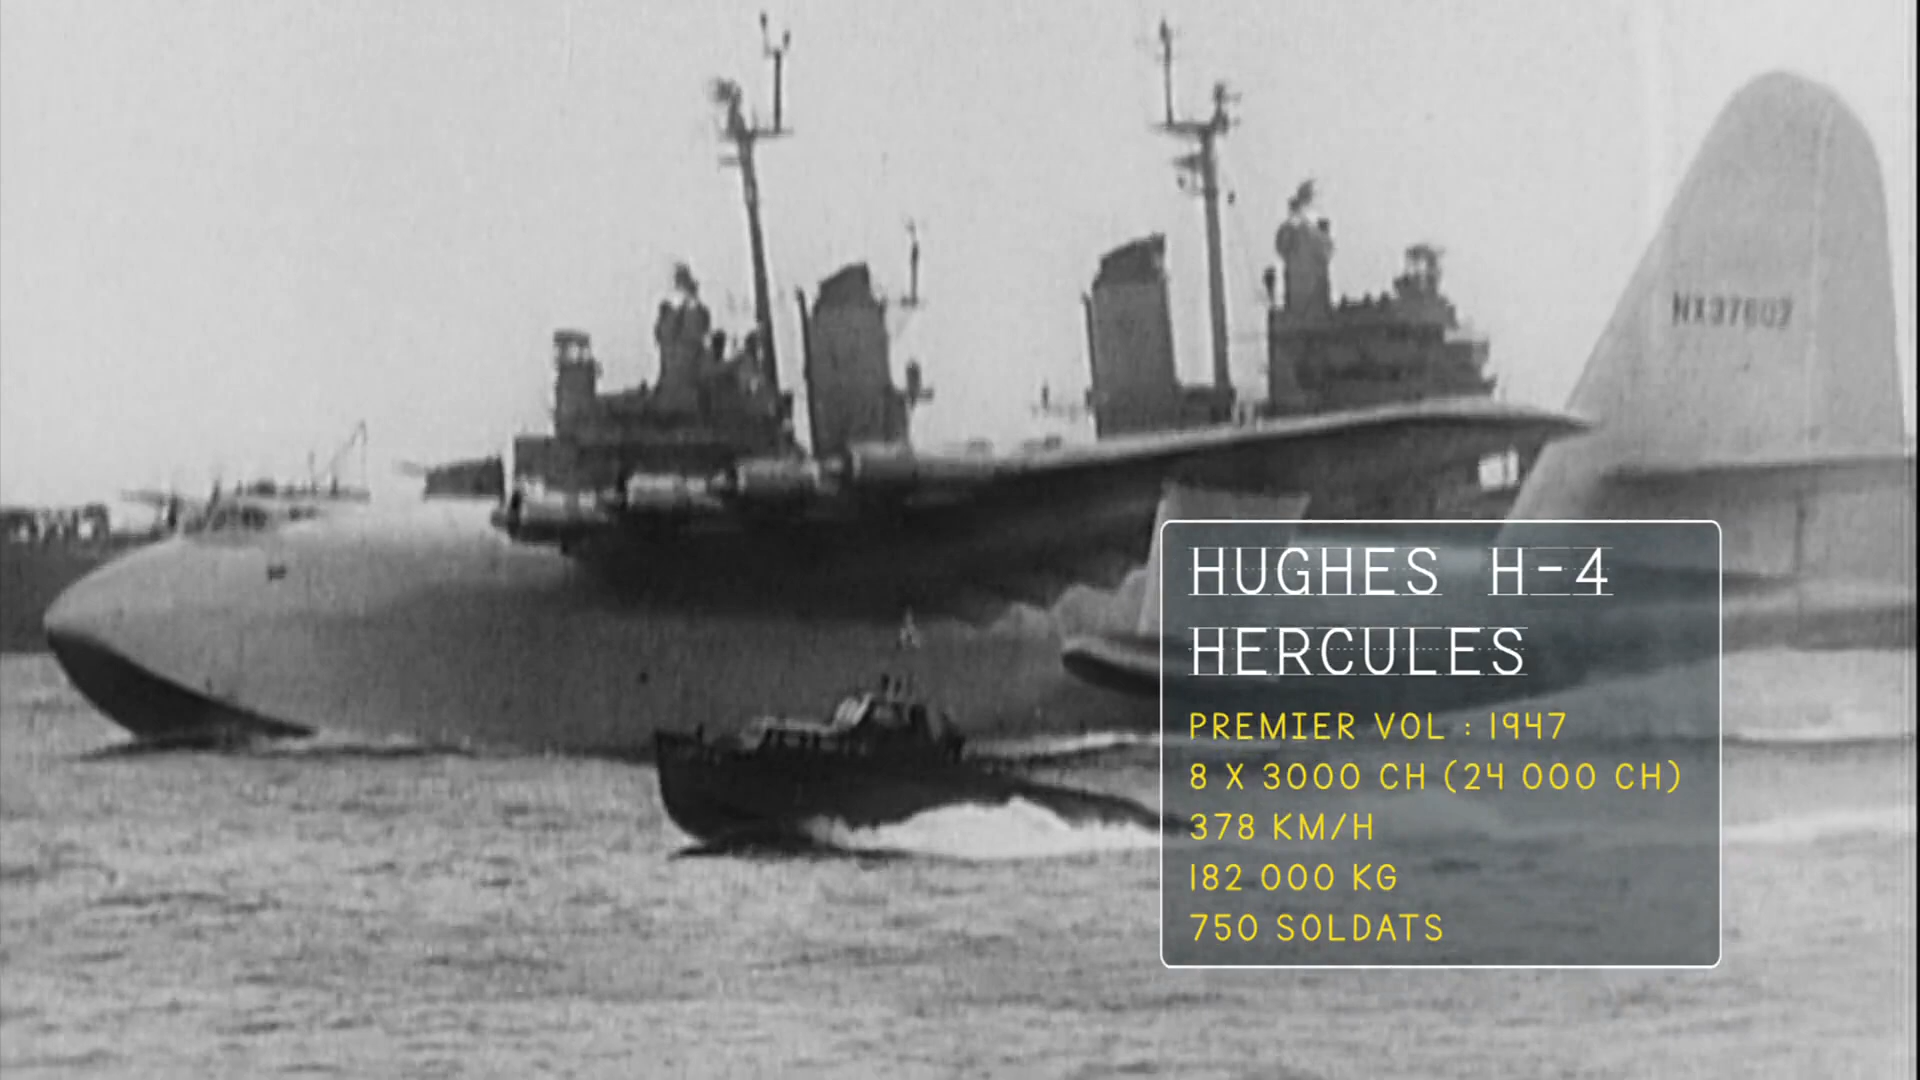 NX37602
HUGHES H-4
HERCULES
PREMIER VOL : 1947
8 X 3000 CH (24 000 CH)
378 KM/H
182 000 KG
750 SOLDATS